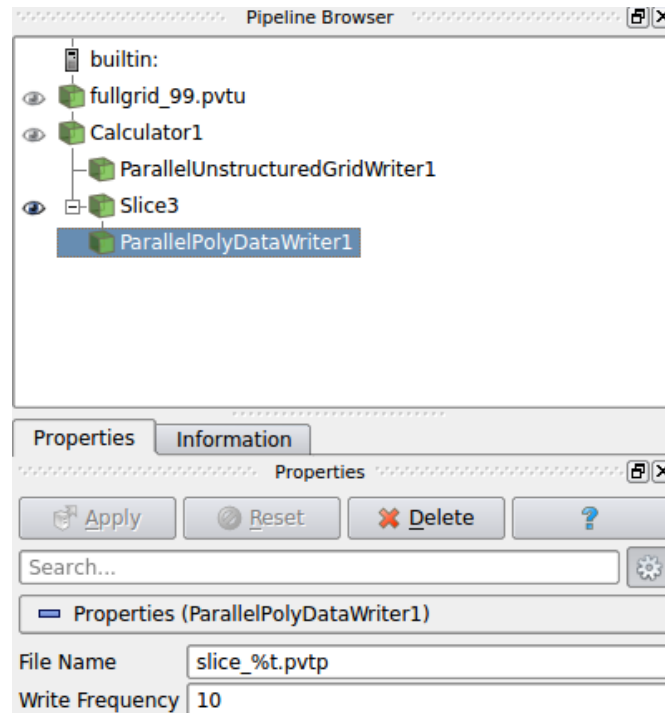 Pipeline Browser
builtin:
fullgrid_99.pvtu
Calculator1
ParallelUnstructuredGridWriter1
Slice3
ParallelPolyDataWriter1
Properties Information
Properties
Apply Reset Delete ?
Search...
Properties (ParallelPolyDataWriter1)
File Name slice_%t.pvtp
Write Frequency 10